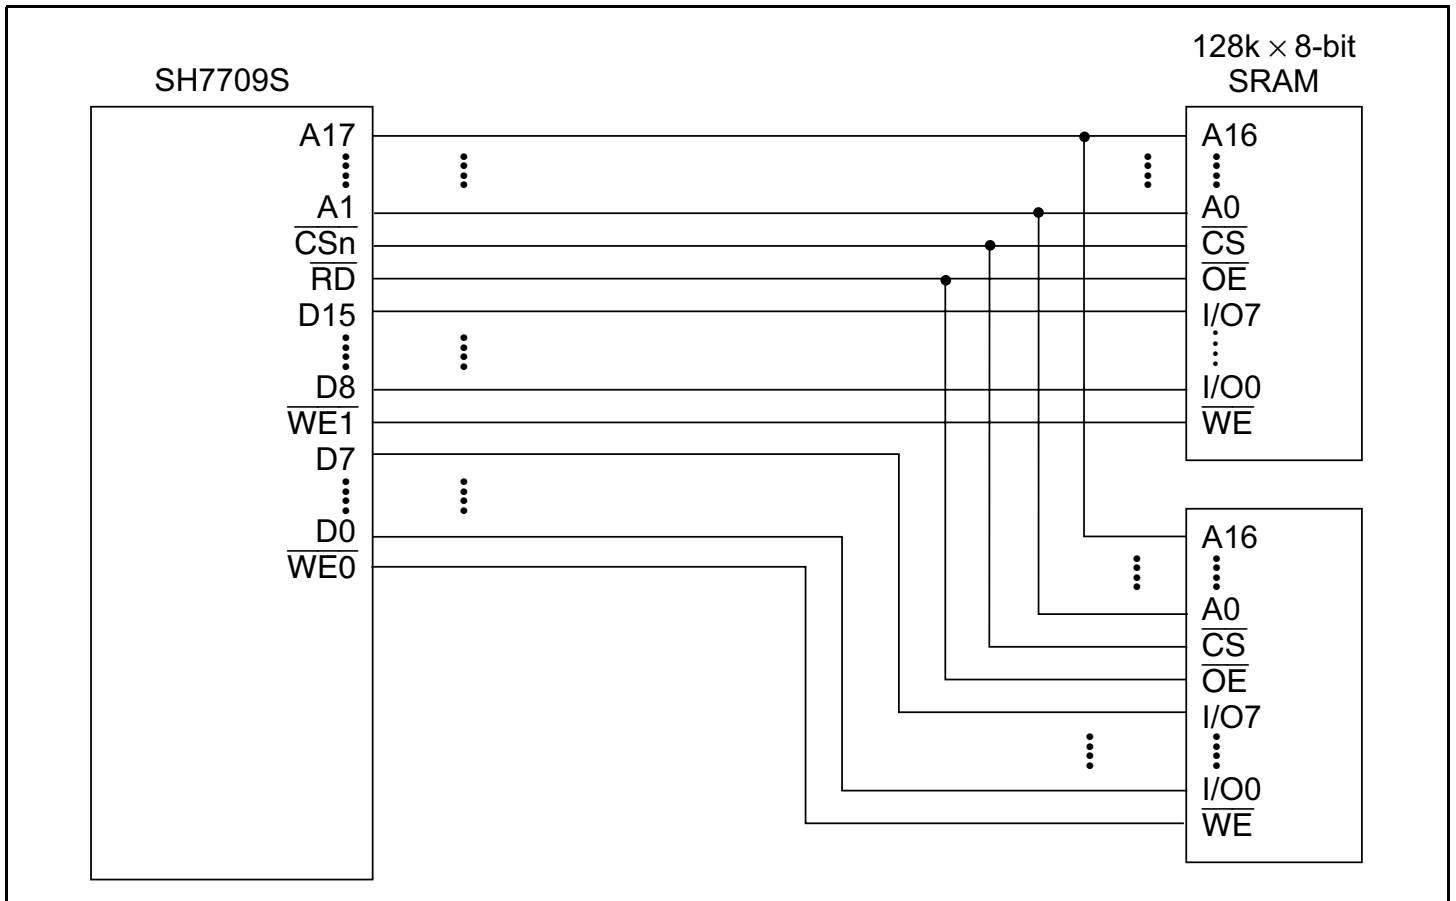 SH7709S
A17
A1
CSn
RD
D15
D8
WE1
D7
D0
WE0
128k × 8-bit
SRAM
A16
A0
CS
OE
I/O7
I/O0
WE
A16
A0
CS
OE
I/O7
I/O0
WE